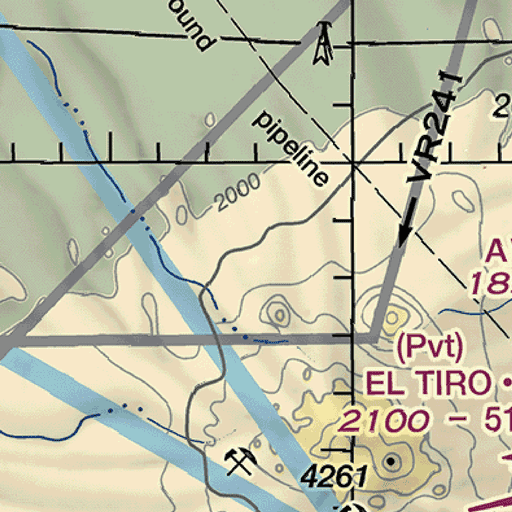 ound
pipeline
VR241
2
2000
A
18
(Pvt)
EL TIRO
2100 - 51
4261